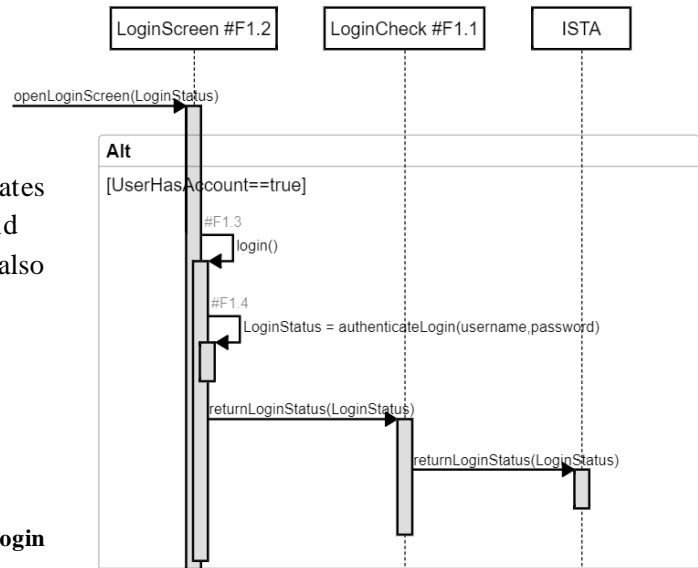 LoginScreen #F1.2
LoginCheck #F1.1
ISTA
openLoginScreen(LoginStatus)
Alt
[UserHasAccount==true]
#F1.3
login()
#F1.4
LoginStatus = authenticateLogin(username,password)
returnLoginStatus(LoginStatus)
returnLoginStatus(LoginStatus)
also